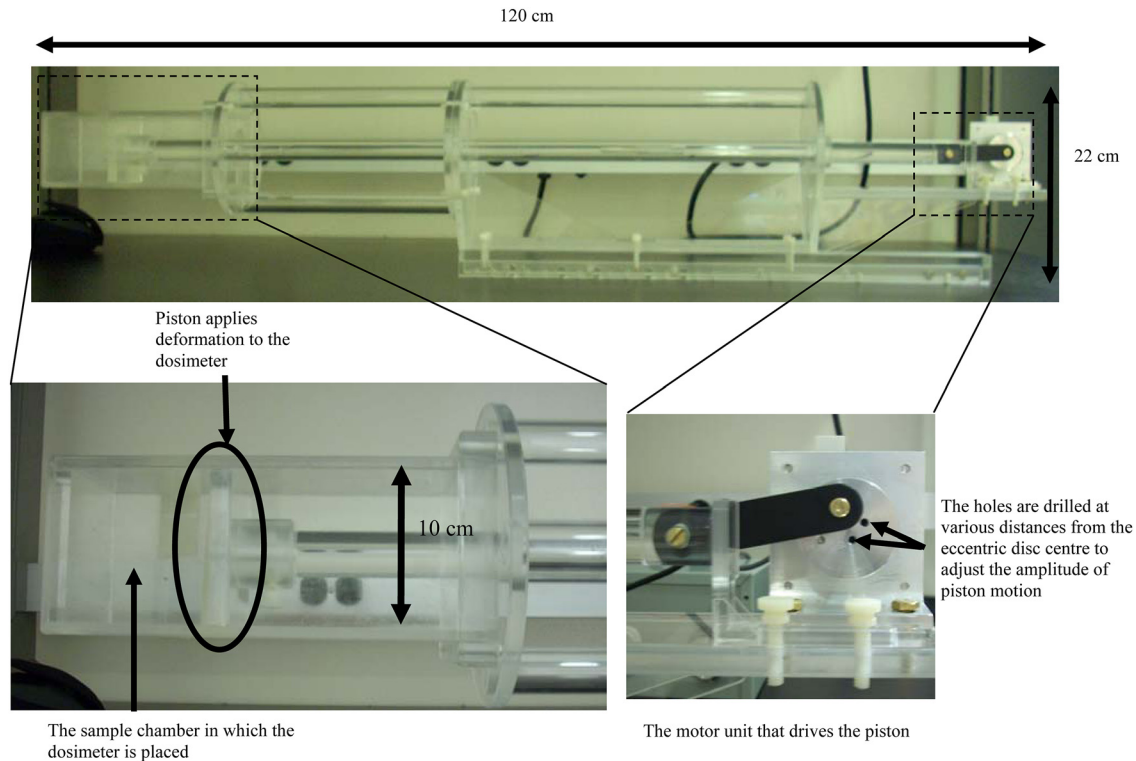 120 cm
22 cm
Piston applies
deformation to the
dosimeter
10 cm
The holes are drilled at
various distances from the
eccentric disc centre to
adjust the amplitude of
piston motion
The sample chamber in which the
dosimeter is placed
The motor unit that drives the piston